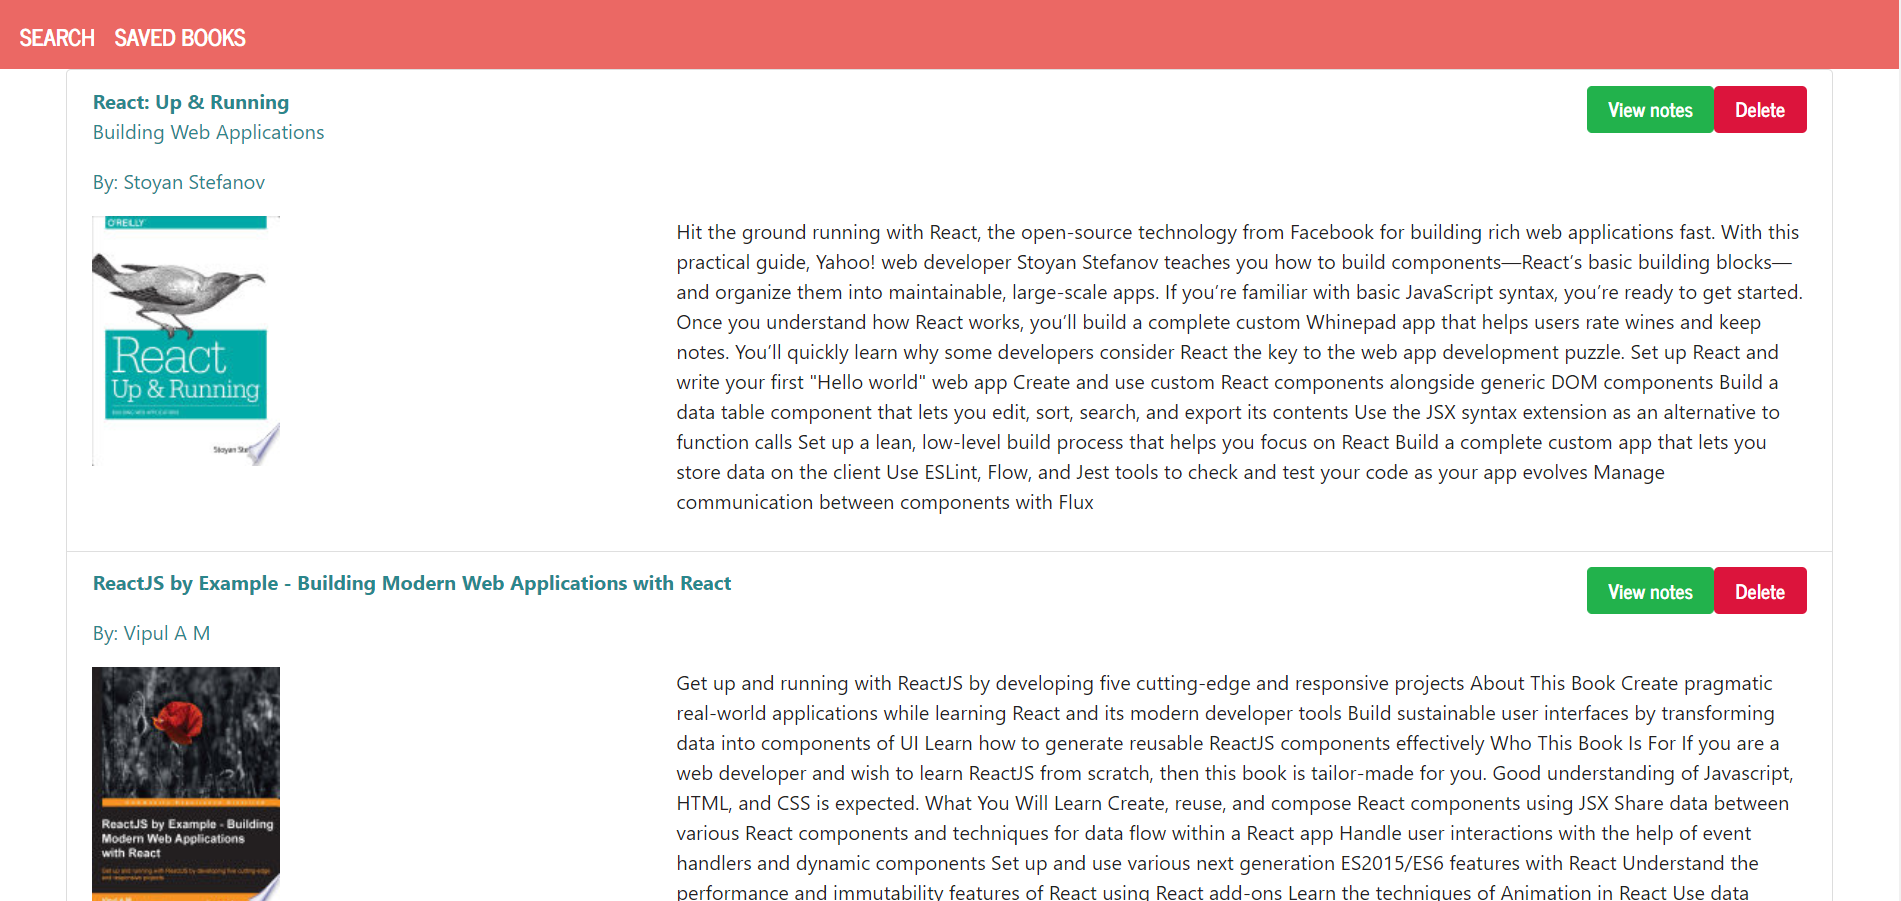 SEARCH SAVED BOOKS
React: Up & Running
View notes Delete
Building Web Applications
By: Stoyan Stefanov
O'REILLY
React
Up & Running
BUILDING WEB APPLICATIONS
Hit the ground running with React, the open-source technology from Facebook for building rich web applications fast. With this
practical guide, Yahoo! web developer Stoyan Stefanov teaches you how to build components—React’s basic building blocks—
and organize them into maintainable, large-scale apps. If you’re familiar with basic JavaScript syntax, you’re ready to get started.
Once you understand how React works, you’ll build a complete custom Whinepad app that helps users rate wines and keep
notes. You’ll quickly learn why some developers consider React the key to the web app development puzzle. Set up React and
write your first "Hello world" web app Create and use custom React components alongside generic DOM components Build a
data table component that lets you edit, sort, search, and export its contents Use the JSX syntax extension as an alternative to
function calls Set up a lean, low-level build process that helps you focus on React Build a complete custom app that lets you
store data on the client Use ESLint, Flow, and Jest tools to check and test your code as your app evolves Manage
communication between components with Flux
ReactJS by Example - Building Modern Web Applications with React
View notes Delete
By: Vipul A M
ReactJS by Example - Building
Modern Web Applications
with React
Get up and running with ReactJS by developing five cutting-edge
and responsive projects
Get up and running with ReactJS by developing five cutting-edge and responsive projects About This Book Create pragmatic
real-world applications while learning React and its modern developer tools Build sustainable user interfaces by transforming
data into components of UI Learn how to generate reusable ReactJS components effectively Who This Book Is For If you are a
web developer and wish to learn ReactJS from scratch, then this book is tailor-made for you. Good understanding of Javascript,
HTML, and CSS is expected. What You Will Learn Create, reuse, and compose React components using JSX Share data between
various React components and techniques for data flow within a React app Handle user interactions with the help of event
handlers and dynamic components Set up and use various next generation ES2015/ES6 features with React Understand the
performance and immutability features of React using React add-ons Learn the techniques of Animation in React Use data